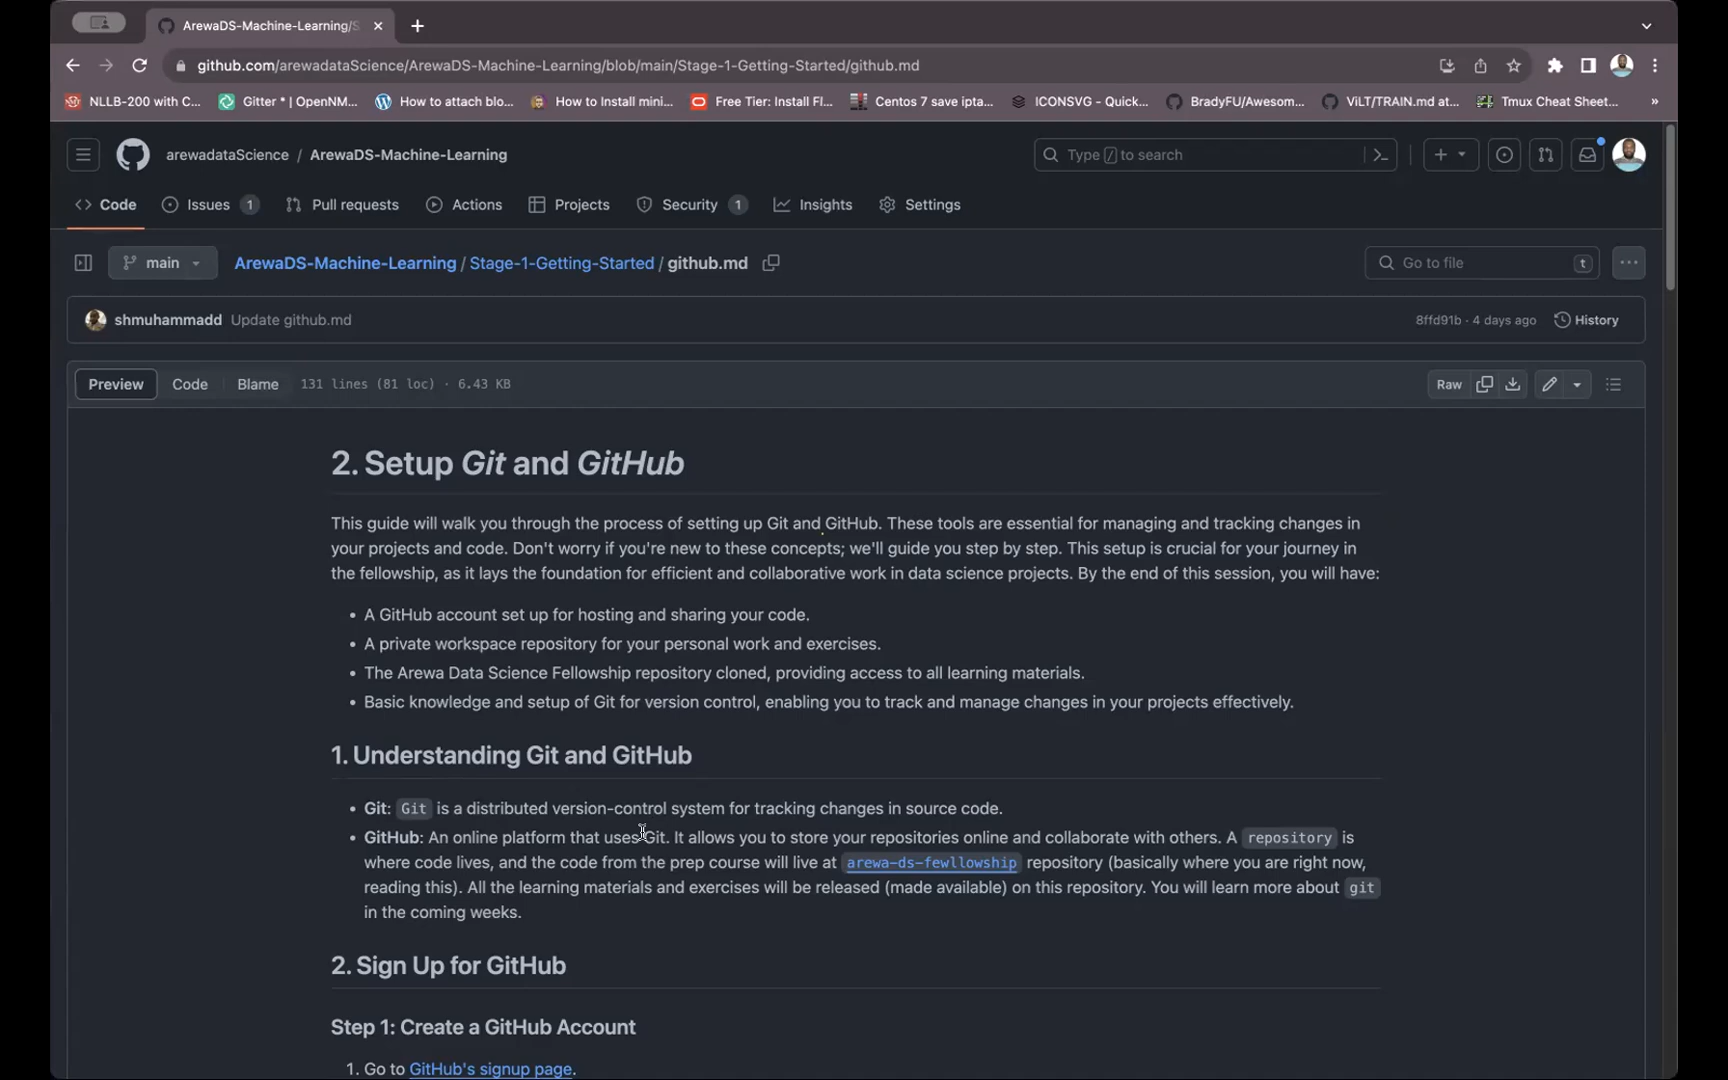 ArewaDS-Machine-Learning/S
github.com/arewadataScience/ArewaDS-Machine-Learning/blob/main/Stage-1-Getting-Started/github.md
NLLB-200 with C... Gitter * | OpenNM... How to attach blo... How to Install mini... Free Tier: Install Fl... Centos 7 save ipta... ICONSVG - Quick... BradyFU/Awesom... ViLT/TRAIN.md at... Tmux Cheat Sheet... »
arewadataScience / ArewaDS-Machine-Learning Type / to search
Code Issues 1 Pull requests Actions Projects Security 1 Insights Settings
main ArewaDS-Machine-Learning / Stage-1-Getting-Started / github.md Go to file t
shmuhammadd Update github.md 8ffd91b · 4 days ago History
Preview Code Blame 131 lines (81 loc) · 6.43 KB Raw
2. Setup Git and GitHub
This guide will walk you through the process of setting up Git and GitHub. These tools are essential for managing and tracking changes in
your projects and code. Don't worry if you're new to these concepts; we'll guide you step by step. This setup is crucial for your journey in
the fellowship, as it lays the foundation for efficient and collaborative work in data science projects. By the end of this session, you will have:
• A GitHub account set up for hosting and sharing your code.
• A private workspace repository for your personal work and exercises.
• The Arewa Data Science Fellowship repository cloned, providing access to all learning materials.
• Basic knowledge and setup of Git for version control, enabling you to track and manage changes in your projects effectively.
1. Understanding Git and GitHub
• Git: Git is a distributed version-control system for tracking changes in source code.
• GitHub: An online platform that uses Git. It allows you to store your repositories online and collaborate with others. A repository is
where code lives, and the code from the prep course will live at arewa-ds-fewllowship repository (basically where you are right now,
reading this). All the learning materials and exercises will be released (made available) on this repository. You will learn more about git
in the coming weeks.
2. Sign Up for GitHub
Step 1: Create a GitHub Account
1. Go to GitHub's signup page.